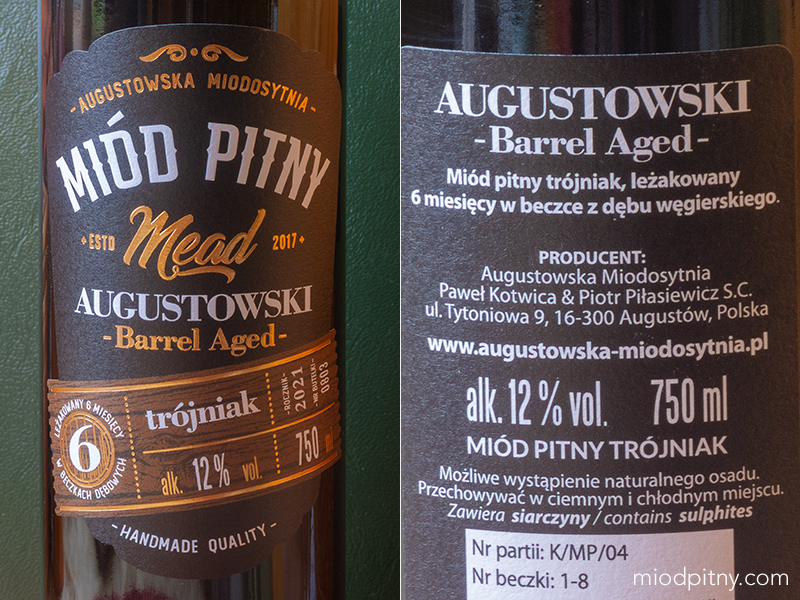 - AUGUSTOWSKA MIODOSYTNIA -
MIÓD PITNY
ESTD Mead 2017
AUGUSTOWSKI
- Barrel Aged -
LEŻAKOWANY 6 MIESIĘCY
6
W BECZKACH DĘBOWYCH
trójniak
- ROCZNIK -
2021
- NR BUTELKI -
0803
alk. 12% vol.
750 ml
- HANDMADE QUALITY -
AUGUSTOWSKI
- Barrel Aged -
Miód pitny trójniak, leżakowany
6 miesięcy w beczce z dębu węgierskiego.
PRODUCENT:
Augustowska Miodosytnia
Paweł Kotwica & Piotr Piłasiewicz S.C.
ul. Tytoniowa 9, 16-300 Augustów, Polska
www.augustowska-miodosytnia.pl
alk. 12 % vol. 750 ml
MIÓD PITNY TRÓJNIAK
Możliwe wystąpienie naturalnego osadu.
Przechowywać w ciemnym i chłodnym miejscu.
Zawiera siarczyny / contains sulphites
Nr partii: K/MP/04
Nr beczki: 1-8
miodpitny.com